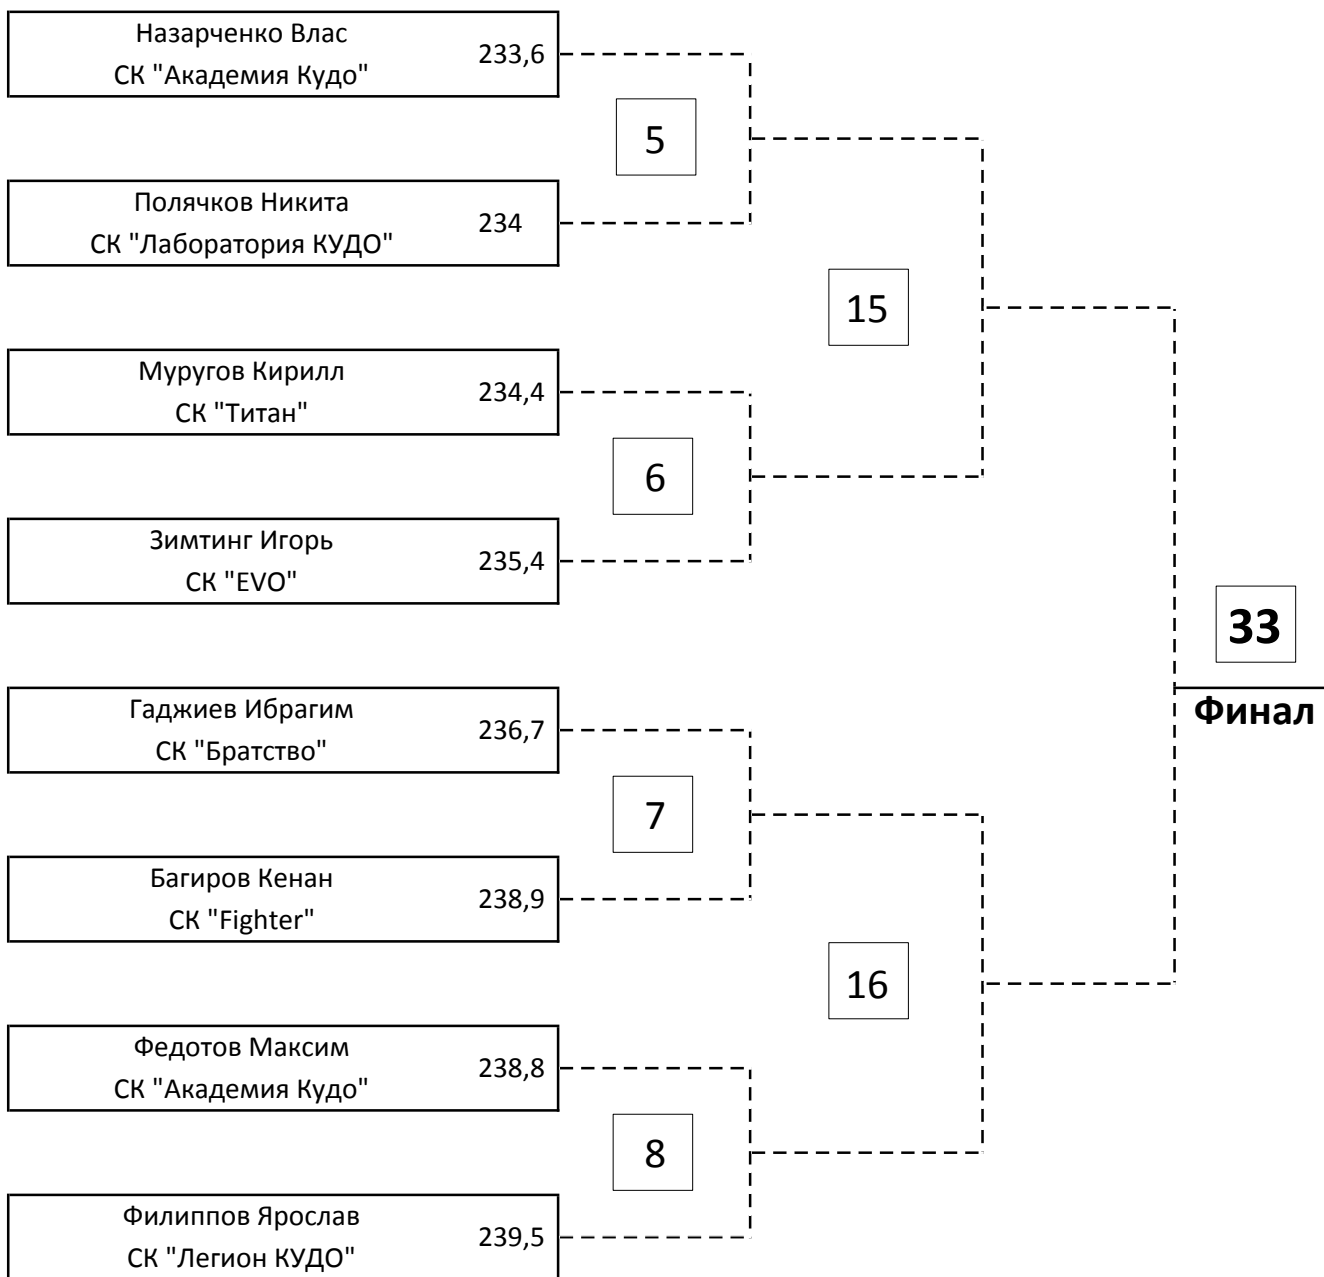 Назарченко Влас
СК "Академия Кудо"
233,6
5
Полячков Никита
СК "Лаборатория КУДО"
234
15
Муругов Кирилл
СК "Титан"
234,4
6
Зимтинг Игорь
СК "EVO"
235,4
33
Финал
Гаджиев Ибрагим
СК "Братство"
236,7
7
Багиров Кенан
СК "Fighter"
238,9
16
Федотов Максим
СК "Академия Кудо"
238,8
8
Филиппов Ярослав
СК "Легион КУДО"
239,5